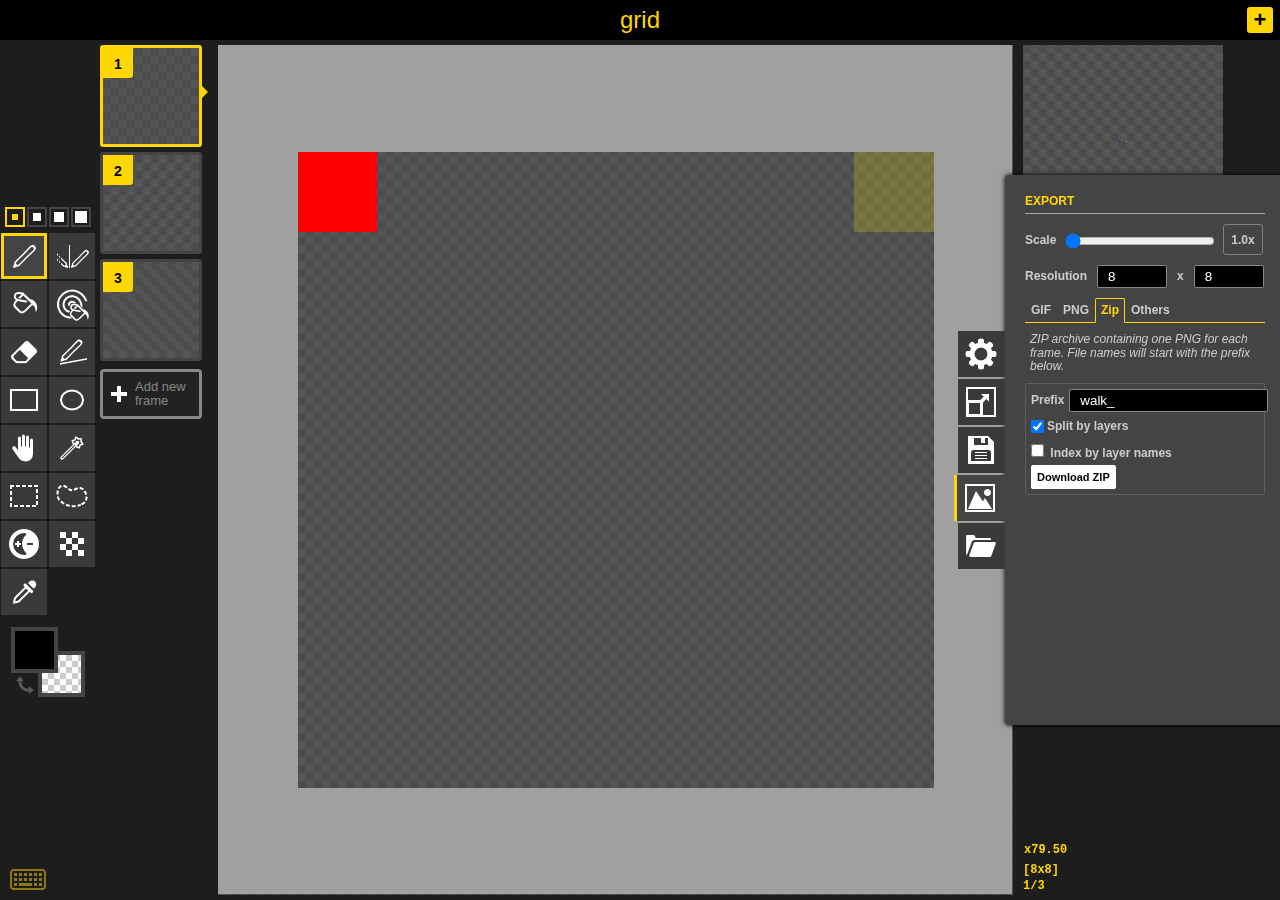 grid
+
1
2
3
Add new
frame
EXPORT
Scale 1.0x
Resolution 8 x 8
GIF PNG Zip Others
ZIP archive containing one PNG for each
frame. File names will start with the prefix
below.
Prefix walk_
Split by layers
Index by layer names
Download ZIP
x79.50
[8x8]
1/3